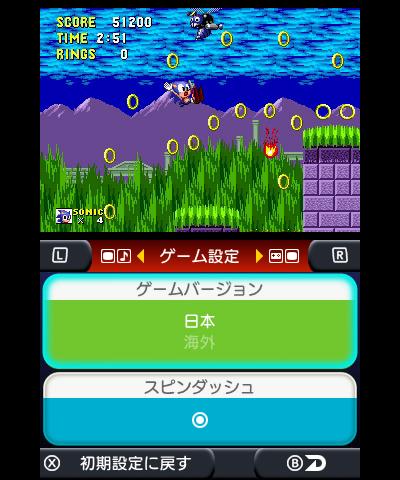 SCORE 51200
TIME 2:51
RINGS 0
SONIC
× 4
L
ゲーム設定
R
ゲームバージョン
日本
海外
スピンダッシュ
X 初期設定に戻す
B